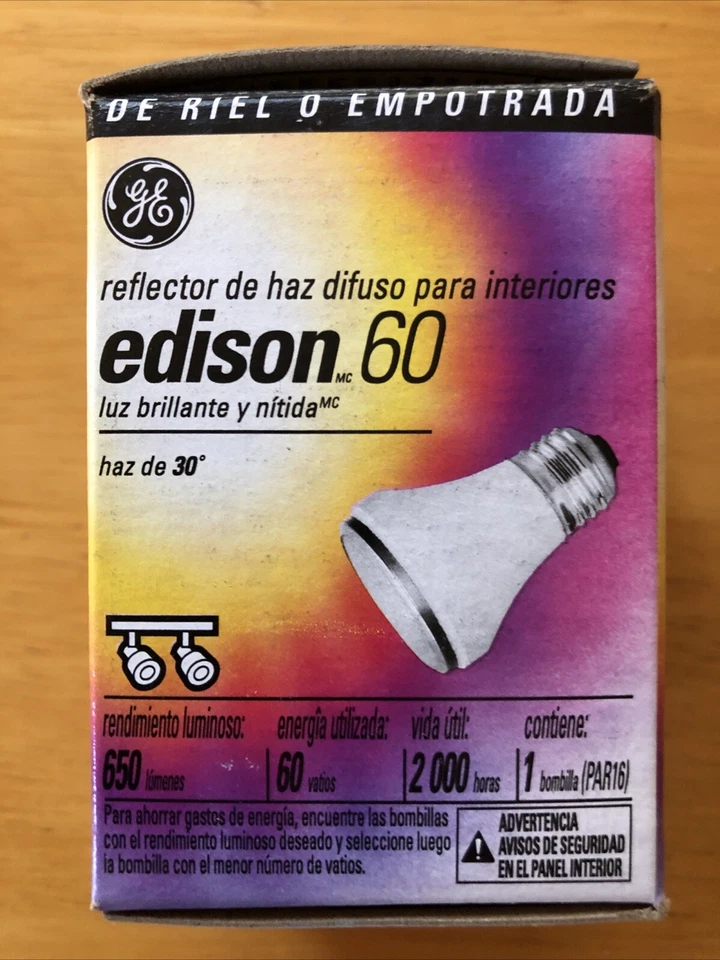 DE RIEL O EMPOTRADA
GE
reflector de haz difuso para interiores
edison MC 60
luz brillante y nítida MC
haz de 30°
rendimiento luminoso: energía utilizada: vida útil: contiene:
650 lúmenes 60 vatios 2 000 horas 1 bombilla (PAR16)
Para ahorrar gastos de energía, encuentre las bombillas
con el rendimiento luminoso deseado y seleccione luego
la bombilla con el menor número de vatios.
ADVERTENCIA
AVISOS DE SEGURIDAD
EN EL PANEL INTERIOR